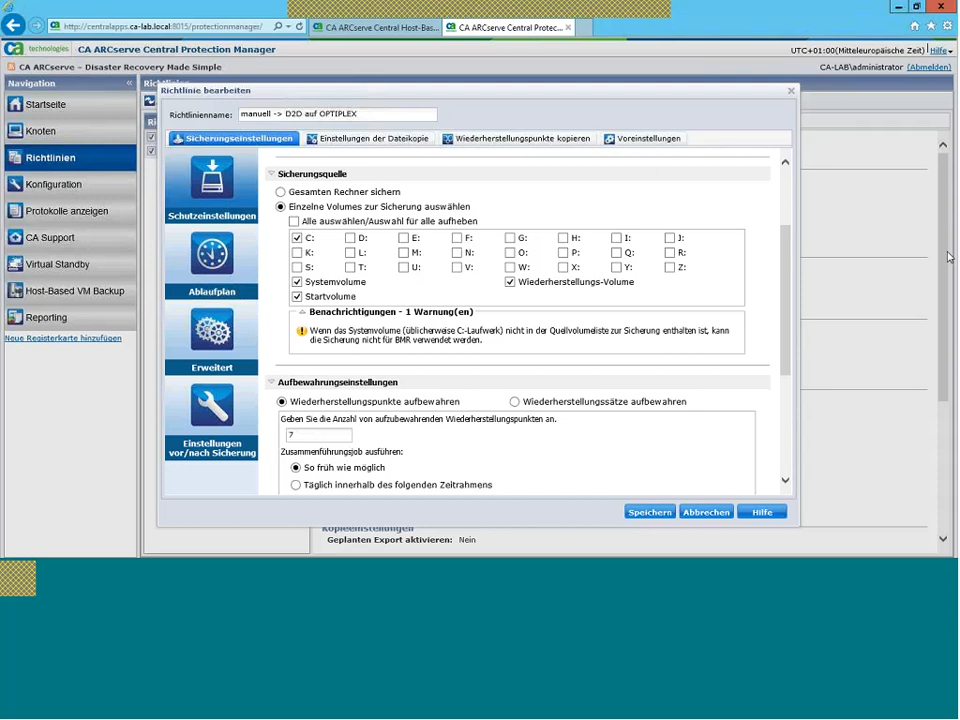 http://centralapps.ca-lab.local:8015/protectionmanager/
CA ARCserve Central Host-Bas...
CA ARCserve Central Protec...
ca technologies CA ARCserve Central Protection Manager
UTC+01:00(Mitteleuropäische Zeit) Hilfe
CA ARCserve – Disaster Recovery Made Simple
CA-LAB\administrator (Abmelden)
Navigation
Startseite
Knoten
Richtlinien
Konfiguration
Protokolle anzeigen
CA Support
Virtual Standby
Host-Based VM Backup
Reporting
Neue Registerkarte hinzufügen
Richtlinie bearbeiten
Richtlinienname: manuell -> D2D auf OPTIPLEX
Sicherungseinstellungen Einstellungen der Dateikopie Wiederherstellungspunkte kopieren Voreinstellungen
Schutzeinstellungen
Ablaufplan
Erweitert
Einstellungen
vor/nach Sicherung
Sicherungsquelle
Gesamten Rechner sichern
Einzelne Volumes zur Sicherung auswählen
Alle auswählen/Auswahl für alle aufheben
C: D: E: F: G: H: I: J:
K: L: M: N: O: P: Q: R:
S: T: U: V: W: X: Y: Z:
Systemvolume Wiederherstellungs-Volume
Startvolume
Benachrichtigungen - 1 Warnung(en)
Wenn das Systemvolume (üblicherweise C:-Laufwerk) nicht in der Quellvolumeliste zur Sicherung enthalten ist, kann
die Sicherung nicht für BMR verwendet werden.
Aufbewahrungseinstellungen
Wiederherstellungspunkte aufbewahren Wiederherstellungssätze aufbewahren
Geben Sie die Anzahl von aufzubewahrenden Wiederherstellungspunkten an.
7
Zusammenführungsjob ausführen:
So früh wie möglich
Täglich innerhalb des folgenden Zeitrahmens
Speichern Abbrechen Hilfe
Kopieeinstellungen
Geplanten Export aktivieren: Nein